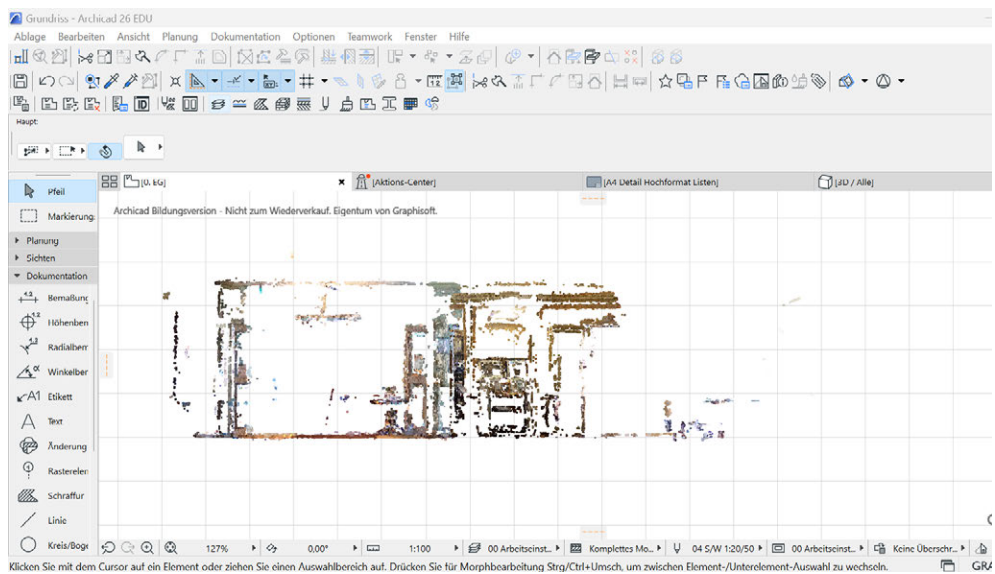 Grundriss - Archicad 26 EDU
Ablage Bearbeiten Ansicht Planung Dokumentation Optionen Teamwork Fenster Hilfe
Haupt:
[0. EG]
[Aktions-Center]
[A4 Detail Hochformat Listen]
[3D / Alle]
Pfeil
Markierung
Archicad Bildungsversion - Nicht zum Wiederverkauf. Eigentum von Graphisoft.
Planung
Sichten
Dokumentation
Bemaßung
Höhenben
Radialbem
Winkelber
A1 Etikett
A Text
Änderung
Rasterelen
Schraffur
Linie
Kreis/Boge
127% 0,00° 1:100 00 Arbeitseinst... Komplettes Mo... 04 S/W 1:20/50 00 Arbeitseinst... Keine Überschr...
Klicken Sie mit dem Cursor auf ein Element oder ziehen Sie einen Auswahlbereich auf. Drücken Sie für Morphbearbeitung Strg/Ctrl+Umsch, um zwischen Element-/Unterelement-Auswahl zu wechseln.
GRA